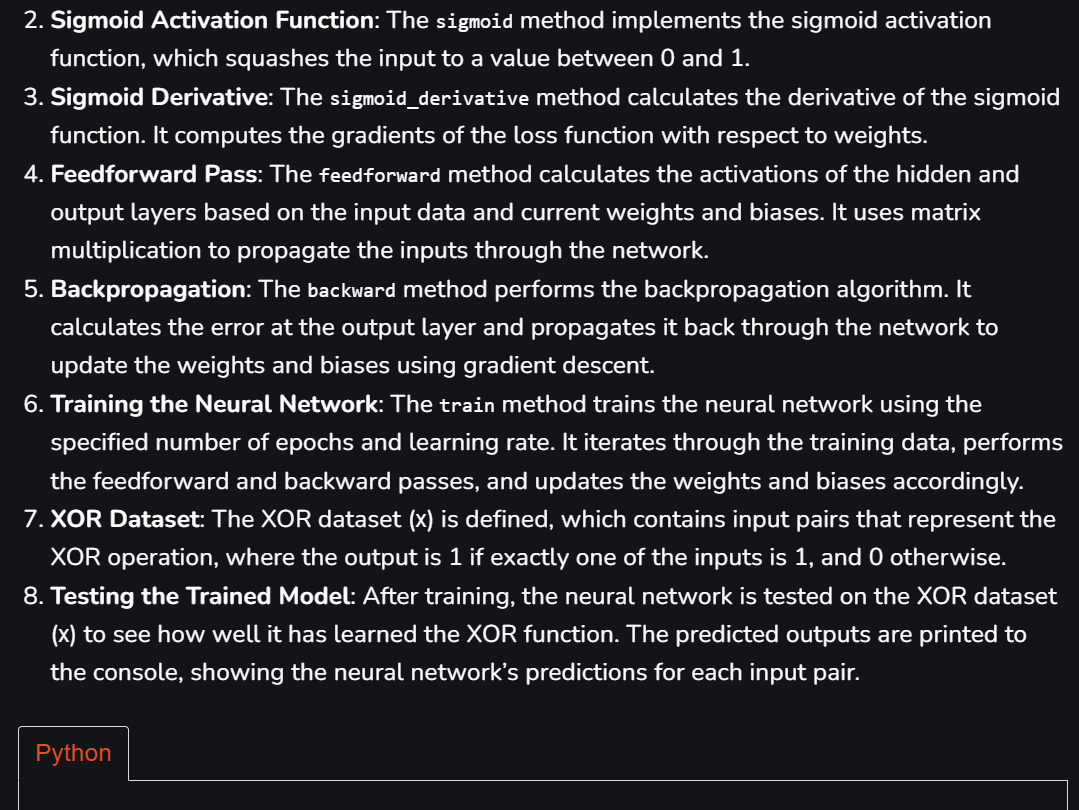 2. Sigmoid Activation Function: The sigmoid method implements the sigmoid activation
function, which squashes the input to a value between 0 and 1.
3. Sigmoid Derivative: The sigmoid_derivative method calculates the derivative of the sigmoid
function. It computes the gradients of the loss function with respect to weights.
4. Feedforward Pass: The feedforward method calculates the activations of the hidden and
output layers based on the input data and current weights and biases. It uses matrix
multiplication to propagate the inputs through the network.
5. Backpropagation: The backward method performs the backpropagation algorithm. It
calculates the error at the output layer and propagates it back through the network to
update the weights and biases using gradient descent.
6. Training the Neural Network: The train method trains the neural network using the
specified number of epochs and learning rate. It iterates through the training data, performs
the feedforward and backward passes, and updates the weights and biases accordingly.
7. XOR Dataset: The XOR dataset (x) is defined, which contains input pairs that represent the
XOR operation, where the output is 1 if exactly one of the inputs is 1, and 0 otherwise.
8. Testing the Trained Model: After training, the neural network is tested on the XOR dataset
(x) to see how well it has learned the XOR function. The predicted outputs are printed to
the console, showing the neural network’s predictions for each input pair.
Python